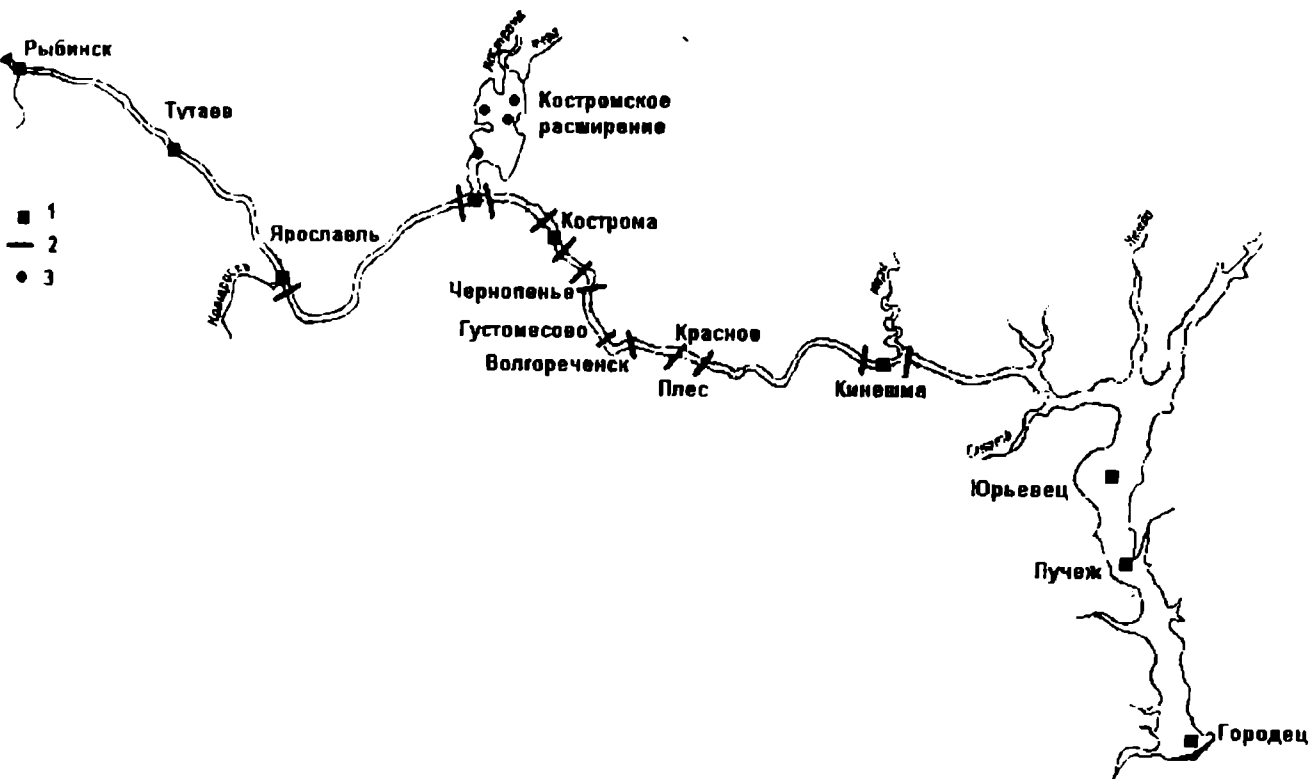 Рыбинск
Тутаев
Костромское
расширение
1
2
3
Ярославль
Кострома
Чернопенье
Густомесово
Волгореченск
Красное
Плес
Кинешма
Юрьевец
Пучеж
Городец